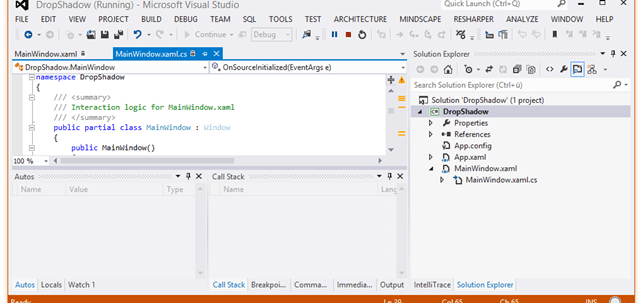 DropShadow (Running) - Microsoft Visual Studio
Quick Launch (Ctrl+Q)
FILE EDIT VIEW PROJECT BUILD DEBUG TEAM SQL TOOLS TEST ARCHITECTURE MINDSCAPE RESHARPER ANALYZE WINDOW HELP
Continue Debug
MainWindow.xaml MainWindow.xaml.cs
Solution Explorer
DropShadow.MainWindow OnSourceInitialized(EventArgs e)
namespace DropShadow
{
/// <summary>
/// Interaction logic for MainWindow.xaml
/// </summary>
public partial class MainWindow : Window
{
public MainWindow()
100 %
Search Solution Explorer (Ctrl+ü)
Solution 'DropShadow' (1 project)
DropShadow
Properties
References
App.config
App.xaml
MainWindow.xaml
MainWindow.xaml.cs
Autos
Name Value Type
Call Stack
Name Lang
Autos Locals Watch 1
Call Stack Breakpoi... Comma... Immedia... Output
IntelliTrace Solution Explorer
Ready Ln 29 Col 65 Ch 65 INS